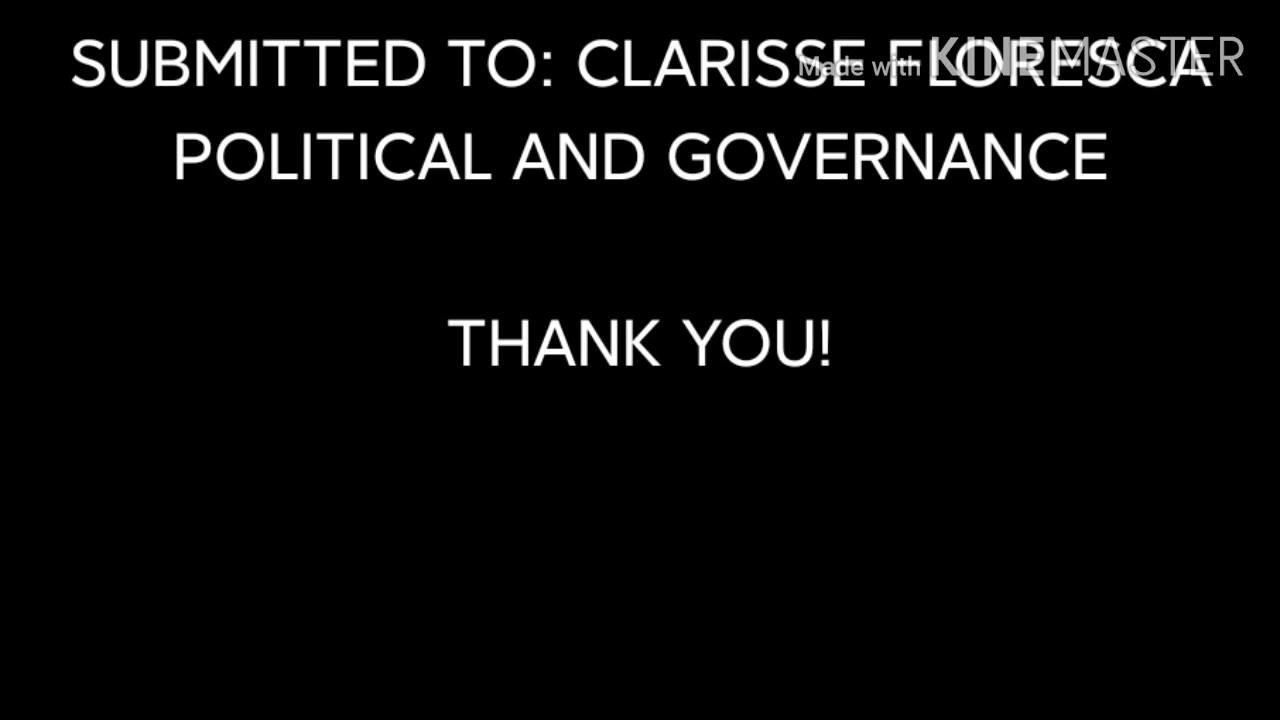 SUBMITTED TO: CLARISSE FLORESCA
Made with KINEMASTER
POLITICAL AND GOVERNANCE
THANK YOU!